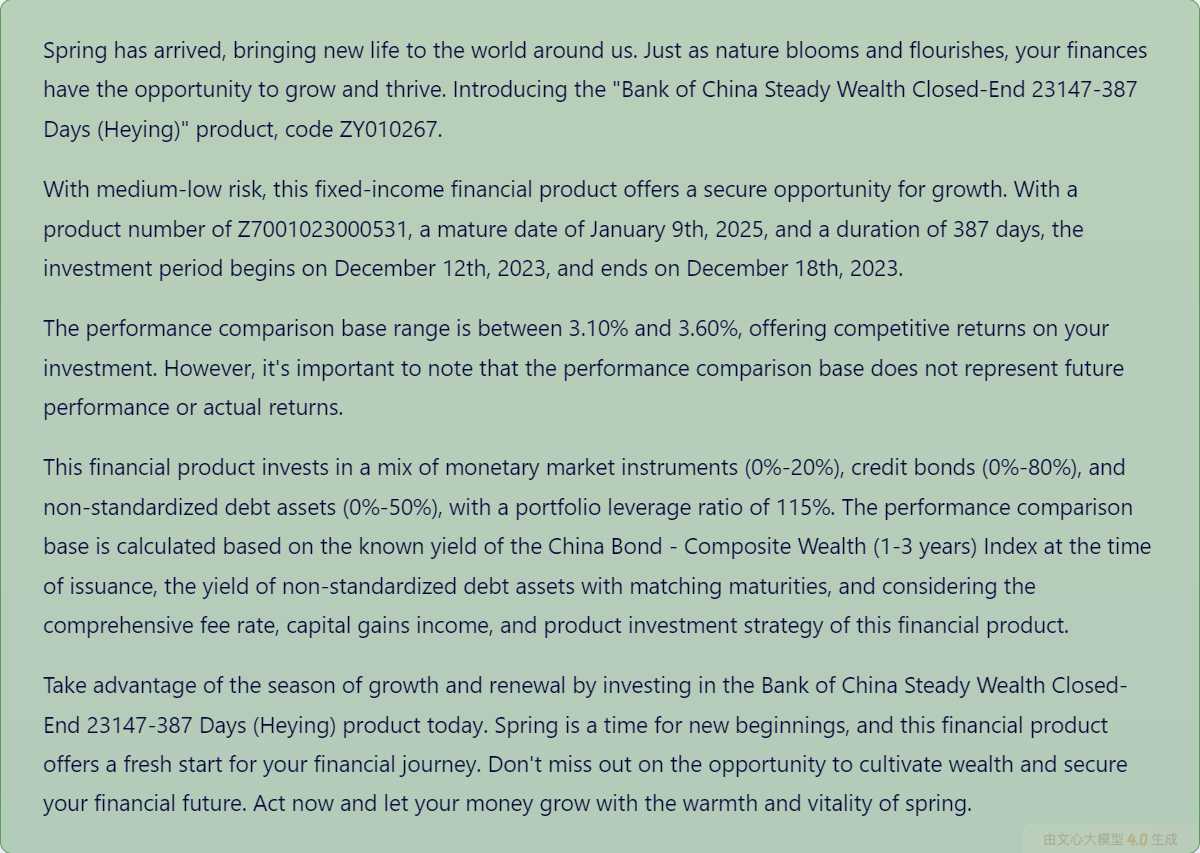 Spring has arrived, bringing new life to the world around us. Just as nature blooms and flourishes, your finances
have the opportunity to grow and thrive. Introducing the "Bank of China Steady Wealth Closed-End 23147-387
Days (Heying)" product, code ZY010267.
With medium-low risk, this fixed-income financial product offers a secure opportunity for growth. With a
product number of Z7001023000531, a mature date of January 9th, 2025, and a duration of 387 days, the
investment period begins on December 12th, 2023, and ends on December 18th, 2023.
The performance comparison base range is between 3.10% and 3.60%, offering competitive returns on your
investment. However, it's important to note that the performance comparison base does not represent future
performance or actual returns.
This financial product invests in a mix of monetary market instruments (0%-20%), credit bonds (0%-80%), and
non-standardized debt assets (0%-50%), with a portfolio leverage ratio of 115%. The performance comparison
base is calculated based on the known yield of the China Bond - Composite Wealth (1-3 years) Index at the time
of issuance, the yield of non-standardized debt assets with matching maturities, and considering the
comprehensive fee rate, capital gains income, and product investment strategy of this financial product.
Take advantage of the season of growth and renewal by investing in the Bank of China Steady Wealth Closed-
End 23147-387 Days (Heying) product today. Spring is a time for new beginnings, and this financial product
offers a fresh start for your financial journey. Don't miss out on the opportunity to cultivate wealth and secure
your financial future. Act now and let your money grow with the warmth and vitality of spring.
由文心大模型 4.0 生成